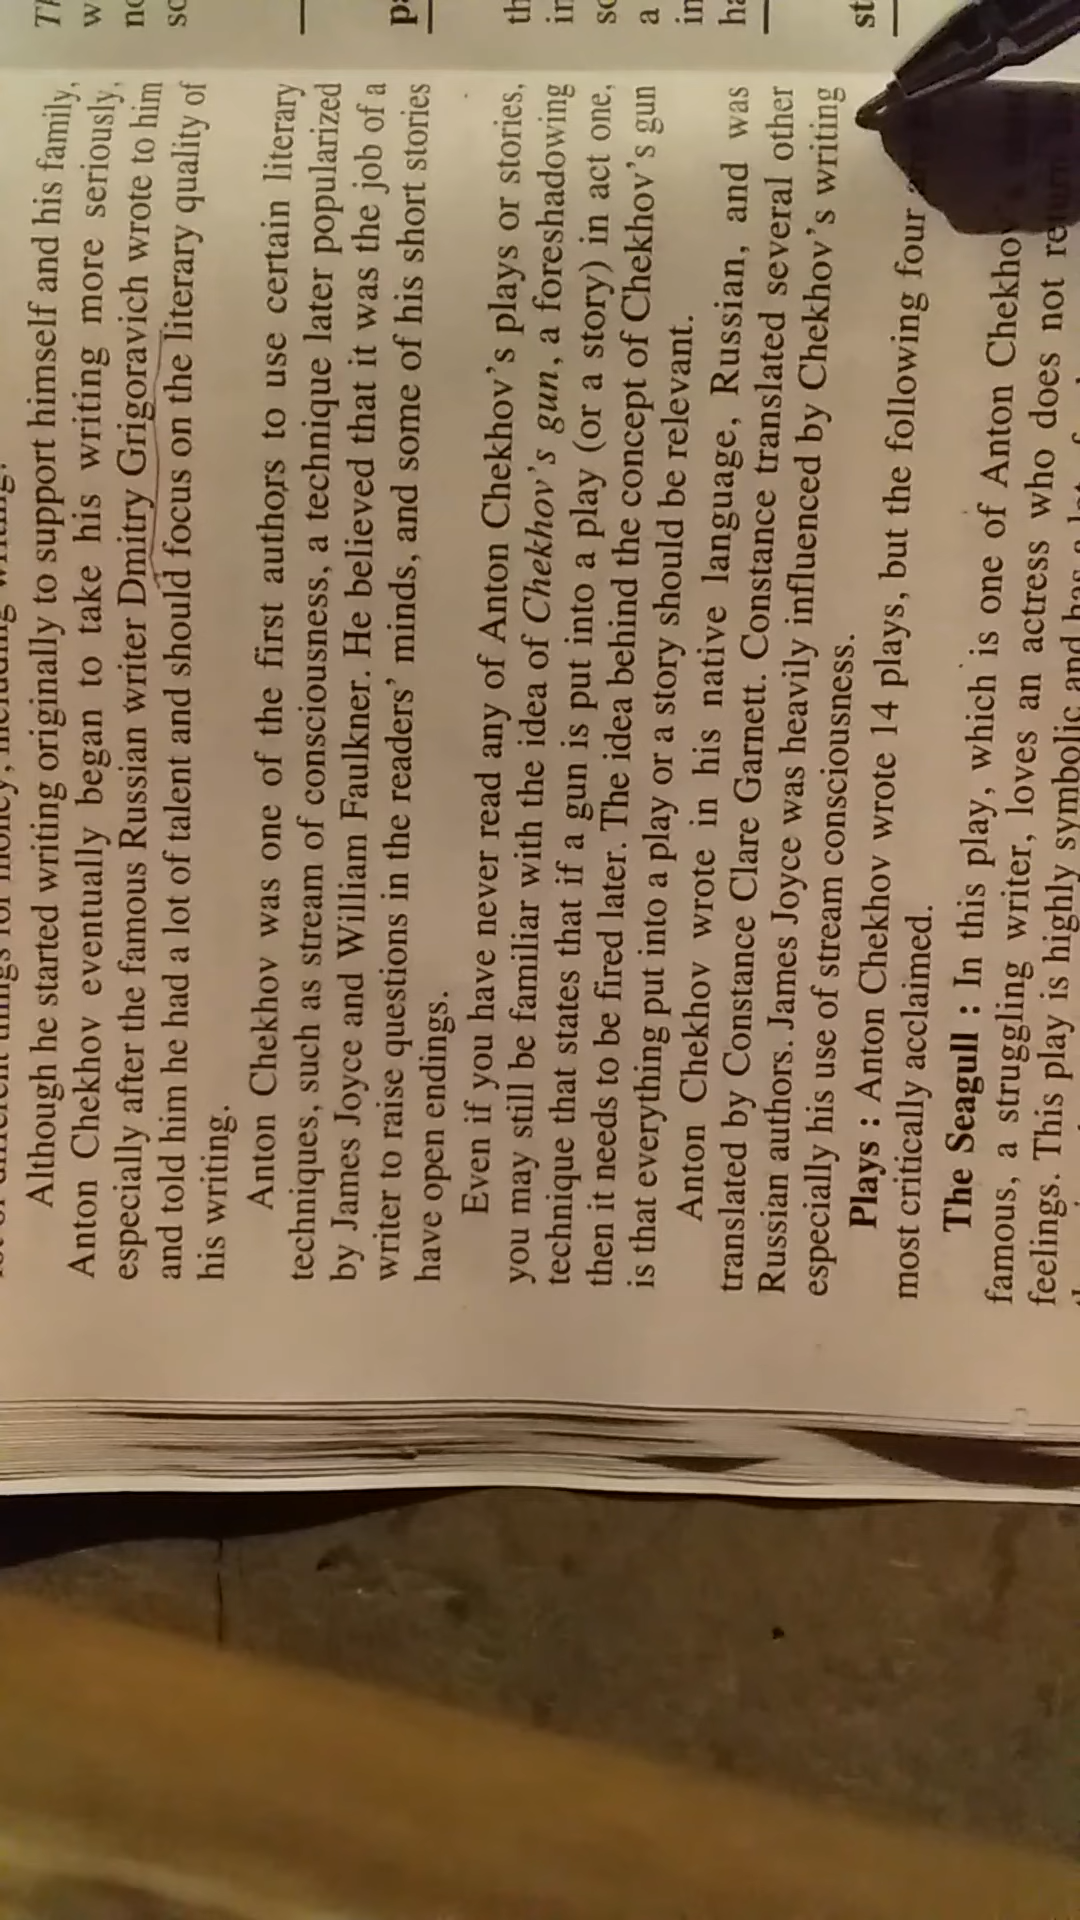 Although he started writing originally to support himself and his family,
Anton Chekhov eventually began to take his writing more seriously,
especially after the famous Russian writer Dmitry Grigoravich wrote to him
and told him he had a lot of talent and should focus on the literary quality of
his writing.
Anton Chekhov was one of the first authors to use certain literary
techniques, such as stream of consciousness, a technique later popularized
by James Joyce and William Faulkner. He believed that it was the job of a
writer to raise questions in the readers' minds, and some of his short stories
have open endings.
Even if you have never read any of Anton Chekhov's plays or stories,
you may still be familiar with the idea of Chekhov's gun, a foreshadowing
technique that states that if a gun is put into a play (or a story) in act one,
then it needs to be fired later. The idea behind the concept of Chekhov's gun
is that everything put into a play or a story should be relevant.
Anton Chekhov wrote in his native language, Russian, and was
translated by Constance Clare Garnett. Constance translated several other
Russian authors. James Joyce was heavily influenced by Chekhov's writing
especially his use of stream consciousness.
Plays : Anton Chekhov wrote 14 plays, but the following four
most critically acclaimed.
The Seagull : In this play, which is one of Anton
famous, a struggling writer, loves an actress who does not
feelings. This play is highly symbolic and has a lot